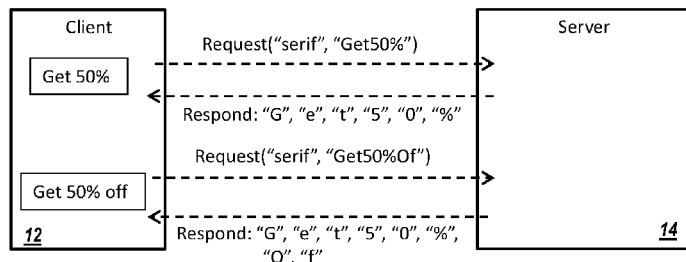 Client
Server
Request(“serif”, “Get50%”)
Get 50%
Respond: “G”, “e”, “t”, “5”, “0”, “%”
Request(“serif”, “Get50%Of”)
Get 50% off
Respond: “G”, “e”, “t”, “5”, “0”, “%”,
“O”, “f”
12
14